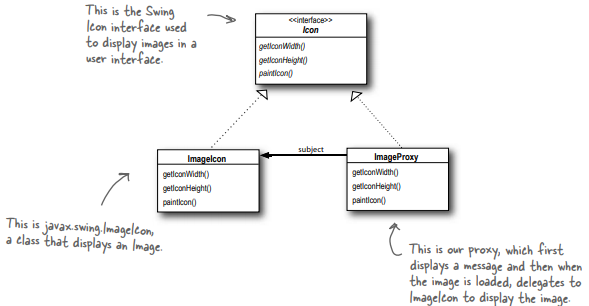 This is the Swing
Icon interface used
to display images in a
user interface.
<<interface>>
Icon
getIconWidth()
getIconHeight()
paintIcon()
subject
ImageIcon
getIconWidth()
getIconHeight()
paintIcon()
ImageProxy
getIconWidth()
getIconHeight()
paintIcon()
This is javax.swing.ImageIcon,
a class that displays an Image.
This is our proxy, which first
displays a message and then when
the image is loaded, delegates to
ImageIcon to display the image.